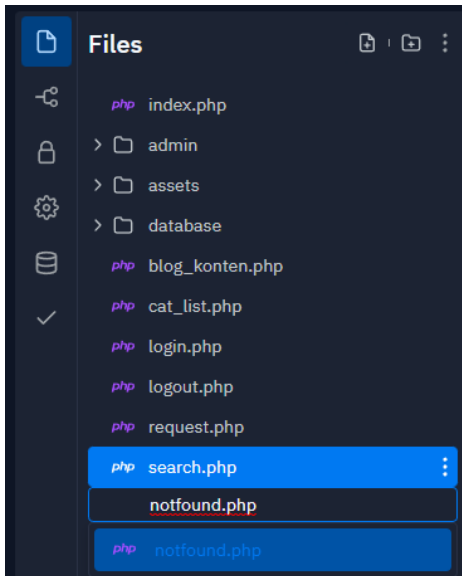 Files
php index.php
admin
assets
database
php blog_konten.php
php cat_list.php
php login.php
php logout.php
php request.php
php search.php
notfound.php
php notfound.php